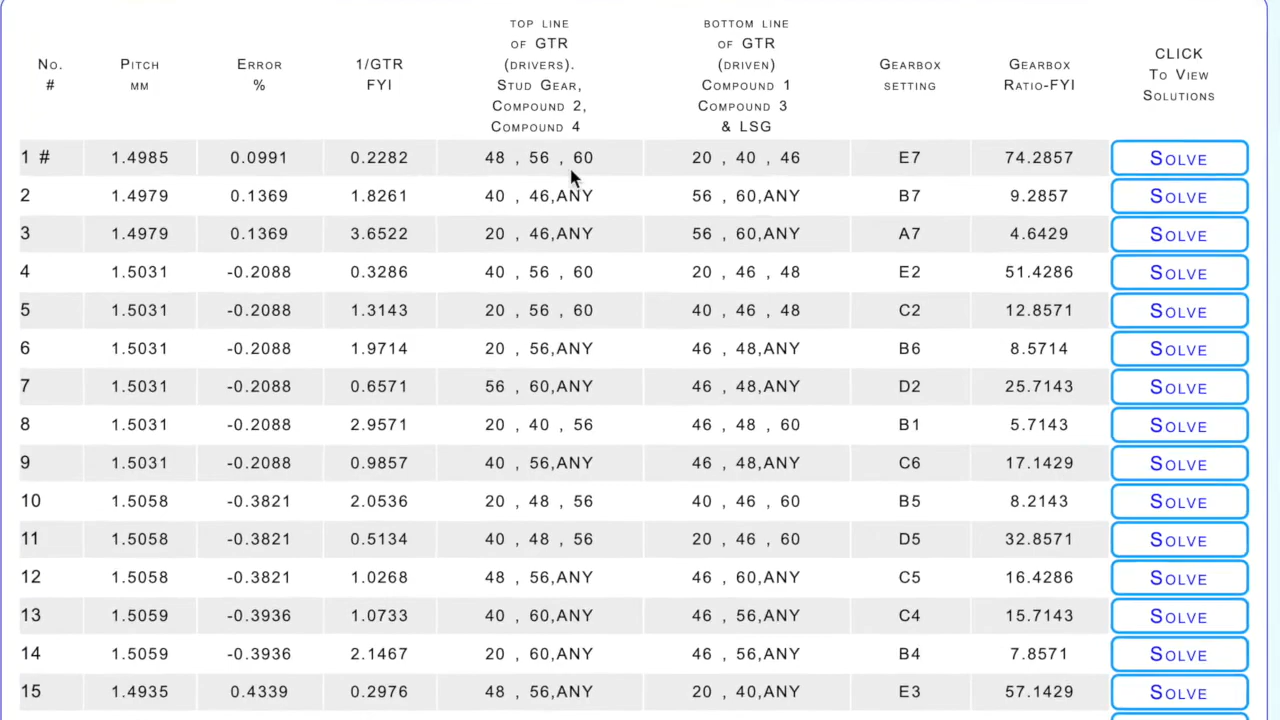 No. #
PITCH MM
ERROR %
1/GTR FYI
TOP LINE OF GTR (DRIVERS). STUD GEAR, COMPOUND 2, COMPOUND 4
BOTTOM LINE OF GTR (DRIVEN) COMPOUND 1 COMPOUND 3 & LSG
GEARBOX SETTING
GEARBOX RATIO-FYI
CLICK TO VIEW SOLUTIONS
1 # 1.4985 0.0991 0.2282 48 , 56 , 60 20 , 40 , 46 E7 74.2857 SOLVE
2 1.4979 0.1369 1.8261 40 , 46,ANY 56 , 60,ANY B7 9.2857 SOLVE
3 1.4979 0.1369 3.6522 20 , 46,ANY 56 , 60,ANY A7 4.6429 SOLVE
4 1.5031 -0.2088 0.3286 40 , 56 , 60 20 , 46 , 48 E2 51.4286 SOLVE
5 1.5031 -0.2088 1.3143 20 , 56 , 60 40 , 46 , 48 C2 12.8571 SOLVE
6 1.5031 -0.2088 1.9714 20 , 56,ANY 46 , 48,ANY B6 8.5714 SOLVE
7 1.5031 -0.2088 0.6571 56 , 60,ANY 46 , 48,ANY D2 25.7143 SOLVE
8 1.5031 -0.2088 2.9571 20 , 40 , 56 46 , 48 , 60 B1 5.7143 SOLVE
9 1.5031 -0.2088 0.9857 40 , 56,ANY 46 , 48,ANY C6 17.1429 SOLVE
10 1.5058 -0.3821 2.0536 20 , 48 , 56 40 , 46 , 60 B5 8.2143 SOLVE
11 1.5058 -0.3821 0.5134 40 , 48 , 56 20 , 46 , 60 D5 32.8571 SOLVE
12 1.5058 -0.3821 1.0268 48 , 56,ANY 46 , 60,ANY C5 16.4286 SOLVE
13 1.5059 -0.3936 1.0733 40 , 60,ANY 46 , 56,ANY C4 15.7143 SOLVE
14 1.5059 -0.3936 2.1467 20 , 60,ANY 46 , 56,ANY B4 7.8571 SOLVE
15 1.4935 0.4339 0.2976 48 , 56,ANY 20 , 40,ANY E3 57.1429 SOLVE